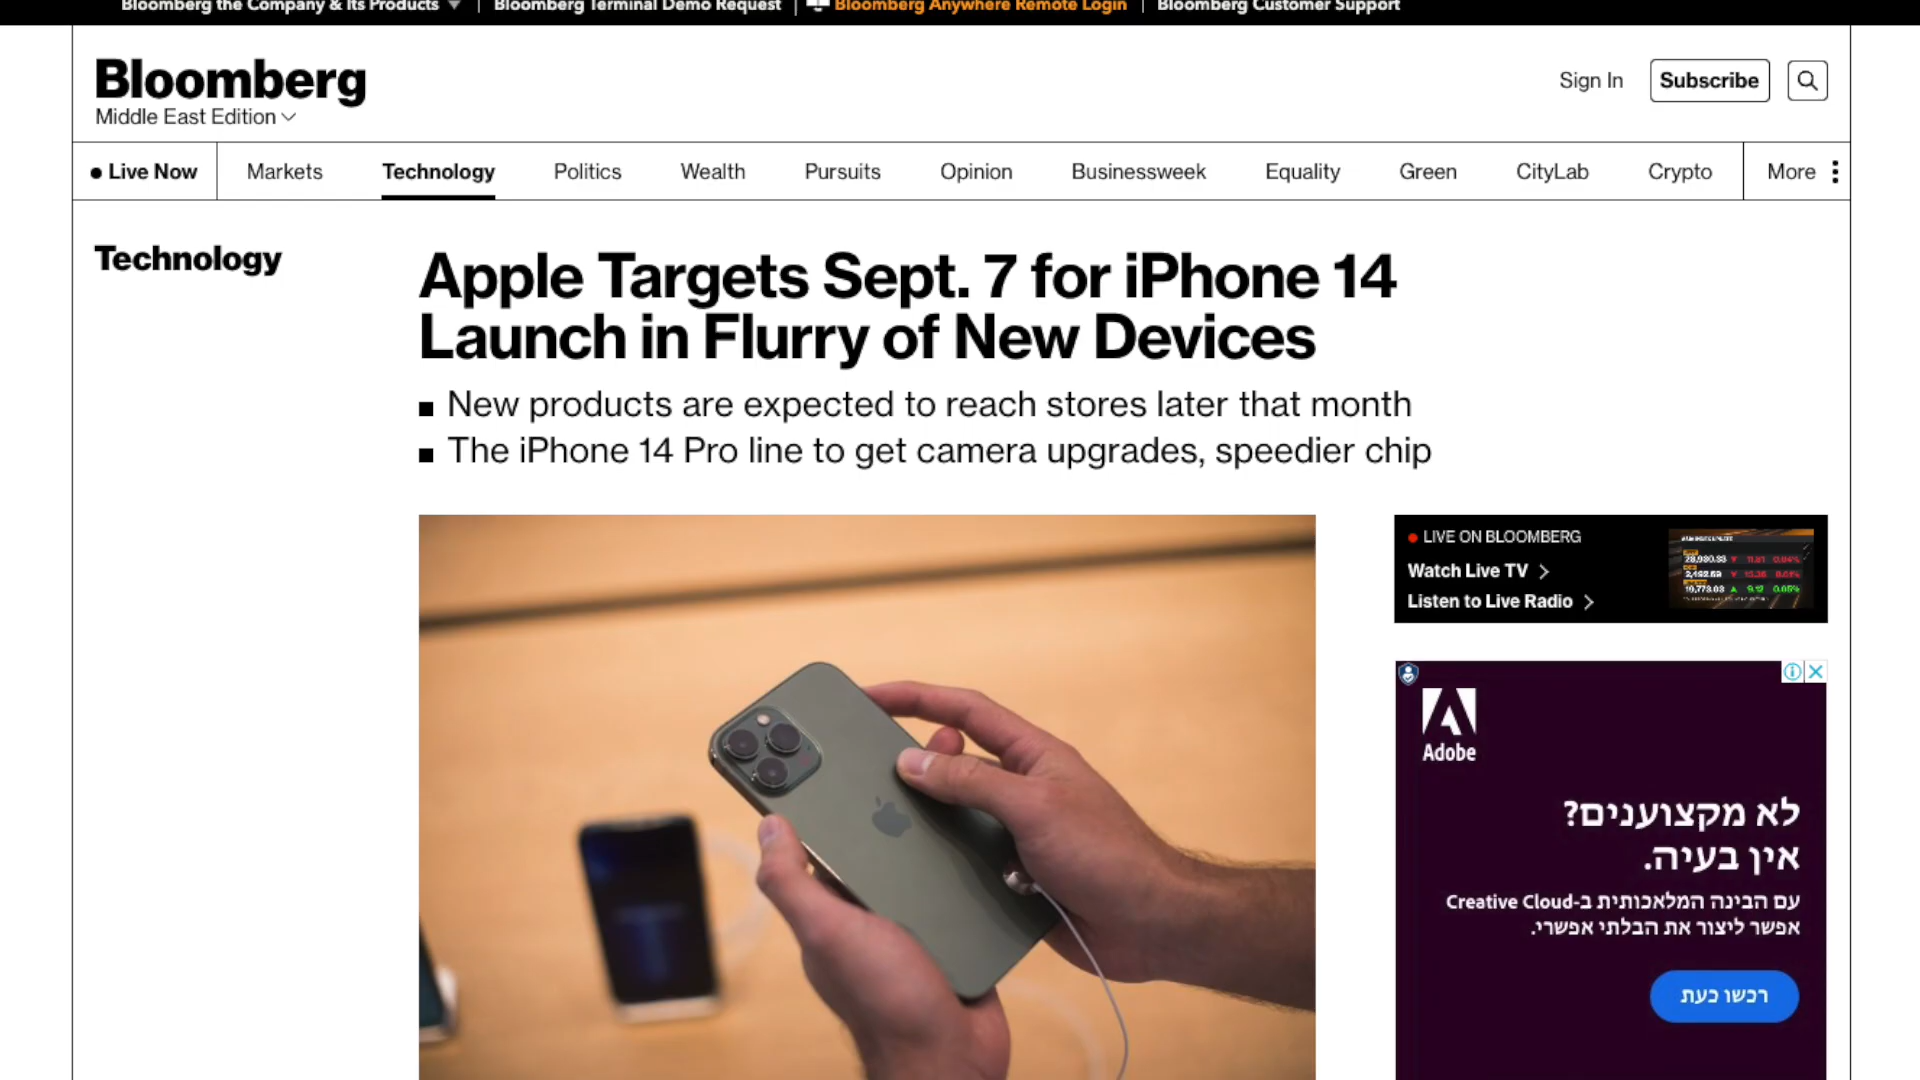 Bloomberg the Company & Its Products
Bloomberg Terminal Demo Request
Bloomberg Anywhere Remote Login
Bloomberg Customer Support
Bloomberg
Middle East Edition
Sign In
Subscribe
Live Now
Markets
Technology
Politics
Wealth
Pursuits
Opinion
Businessweek
Equality
Green
CityLab
Crypto
More
Technology
Apple Targets Sept. 7 for iPhone 14
Launch in Flurry of New Devices
New products are expected to reach stores later that month
The iPhone 14 Pro line to get camera upgrades, speedier chip
LIVE ON BLOOMBERG
Watch Live TV
Listen to Live Radio
Adobe
לא מקצוענים?
אין בעיה.
עם הבינה המלאכותית ב-Creative Cloud
אפשר ליצור את הבלתי אפשרי.
רכשו כעת